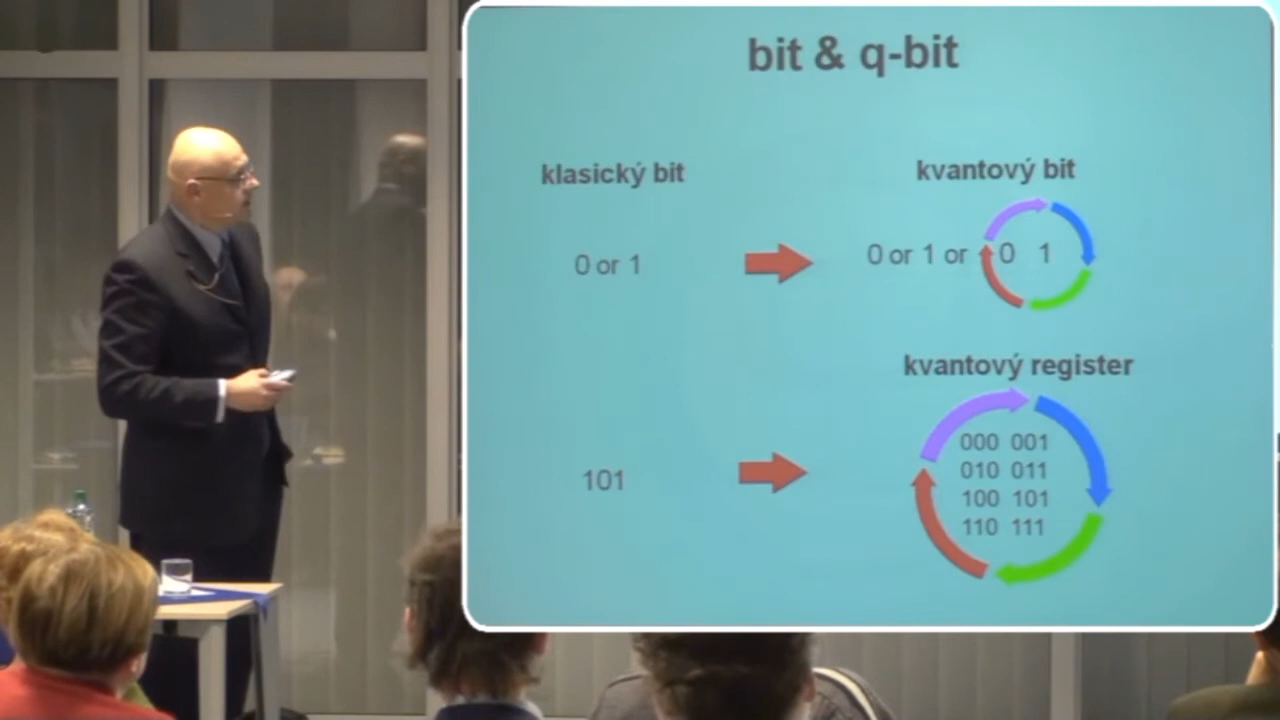 bit & q-bit
klasický bit
kvantový bit
0 or 1
0 or 1 or 0 1
kvantový register
101
000 001
010 011
100 101
110 111